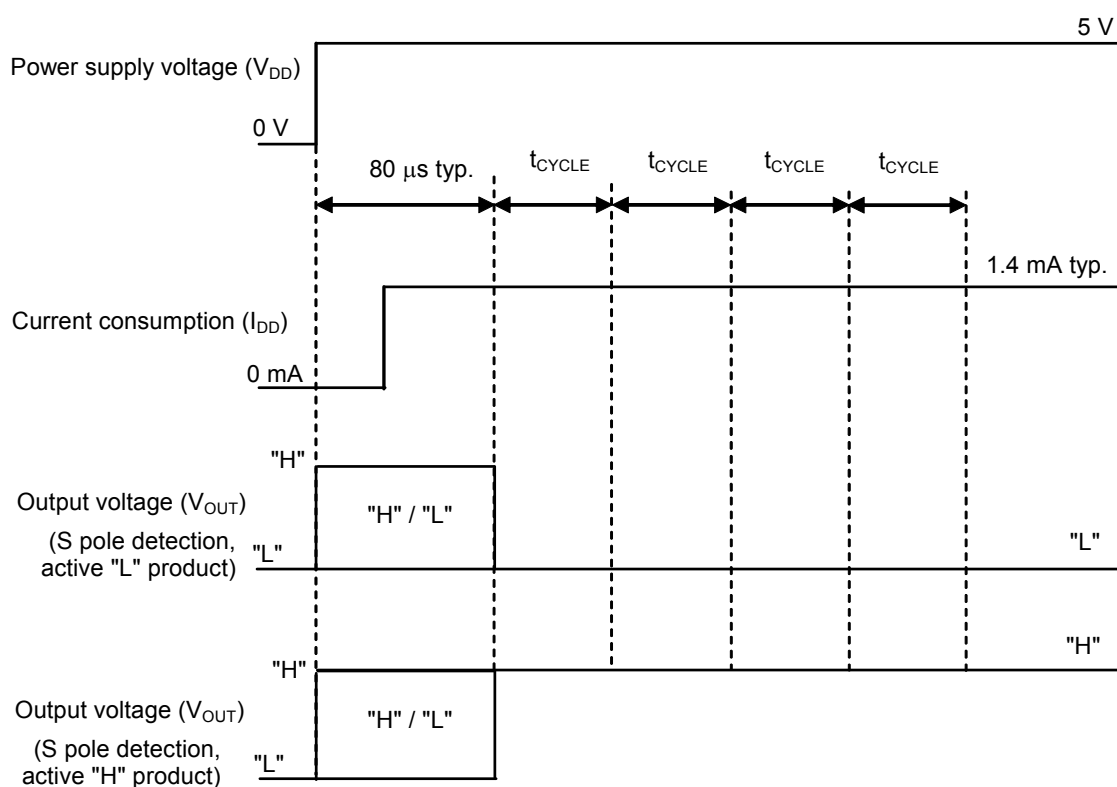 5 V
Power supply voltage (VDD)
0 V
80 μs typ.
tCYCLE
tCYCLE
tCYCLE
tCYCLE
1.4 mA typ.
Current consumption (IDD)
0 mA
"H"
Output voltage (VOUT)
"H" / "L"
(S pole detection,
active "L" product)
"L"
"L"
"H"
"H"
Output voltage (VOUT)
"H" / "L"
(S pole detection,
active "H" product)
"L"